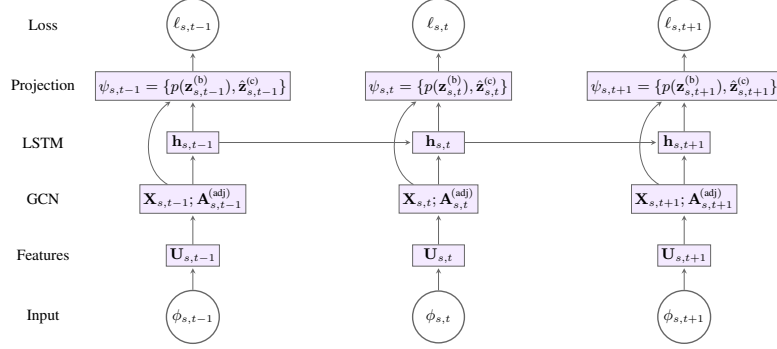 Loss ℓ_{s,t−1} ℓ_{s,t} ℓ_{s,t+1}
Projection ψ_{s,t−1} = {p(𝐳^{(b)}_{s,t−1}), 𝐳̂^{(c)}_{s,t−1}} ψ_{s,t} = {p(𝐳^{(b)}_{s,t}), 𝐳̂^{(c)}_{s,t}} ψ_{s,t+1} = {p(𝐳^{(b)}_{s,t+1}), 𝐳̂^{(c)}_{s,t+1}}
LSTM 𝐡_{s,t−1} 𝐡_{s,t} 𝐡_{s,t+1}
GCN 𝐗_{s,t−1}; 𝐀^{(adj)}_{s,t−1} 𝐗_{s,t}; 𝐀^{(adj)}_{s,t} 𝐗_{s,t+1}; 𝐀^{(adj)}_{s,t+1}
Features 𝐔_{s,t−1} 𝐔_{s,t} 𝐔_{s,t+1}
Input ϕ_{s,t−1} ϕ_{s,t} ϕ_{s,t+1}